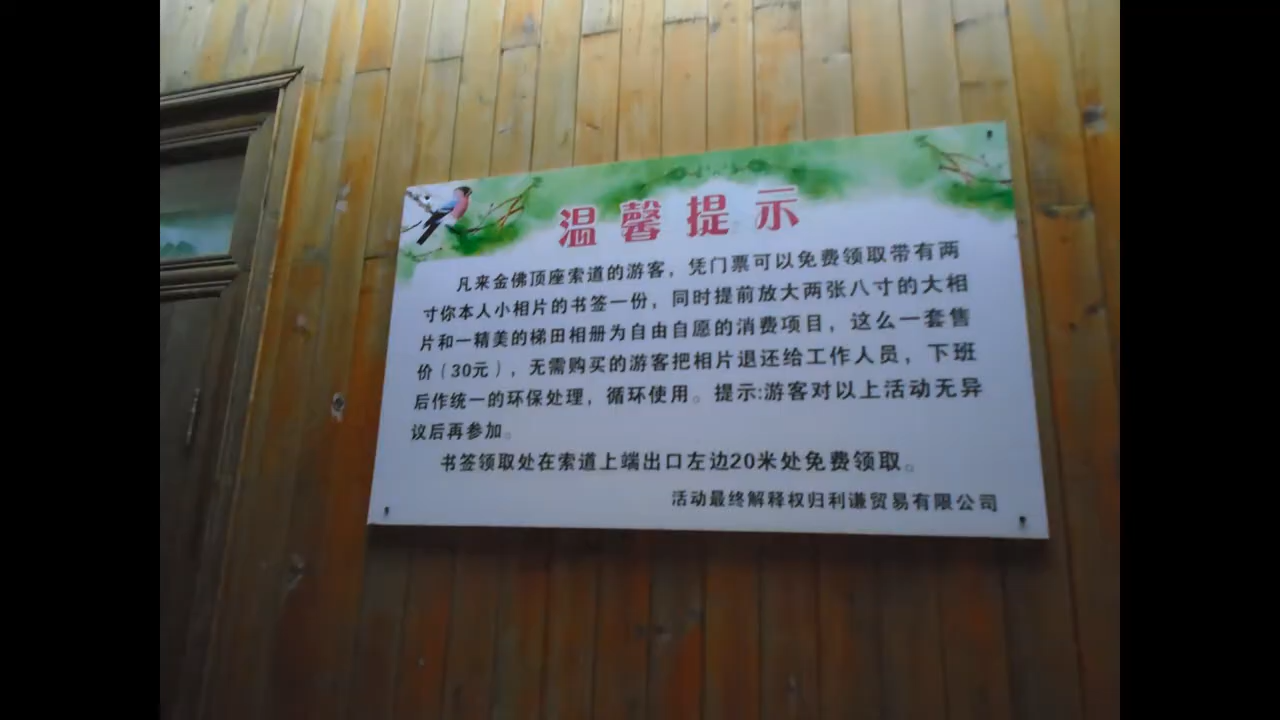 温馨提示
凡来金佛顶座索道的游客，凭门票可以免费领取带有两
寸你本人小相片的书签一份，同时提前放大两张八寸的大相
片和一精美的梯田相册为自由自愿的消费项目，这么一套售
价（30元），无需购买的游客把相片退还给工作人员，下班
后作统一的环保处理，循环使用。提示:游客对以上活动无异
议后再参加。
书签领取处在索道上端出口左边20米处免费领取。
活动最终解释权归利谦贸易有限公司